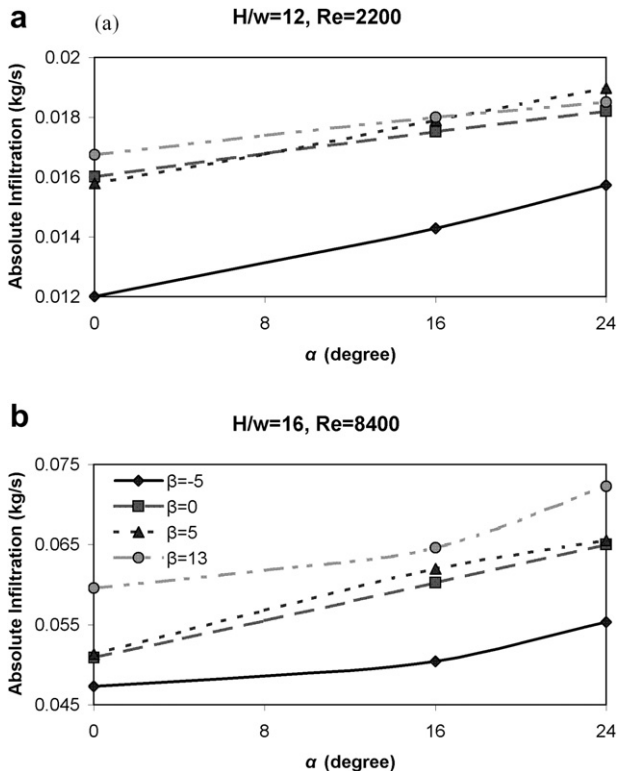 a
(a)
H/w=12, Re=2200
Absolute Infiltration (kg/s)
0.02
0.018
0.016
0.014
0.012
0
8
16
24
α (degree)
b
H/w=16, Re=8400
Absolute Infiltration (kg/s)
0.075
0.065
0.055
0.045
β=-5
β=0
β=5
β=13
0
8
16
24
α (degree)